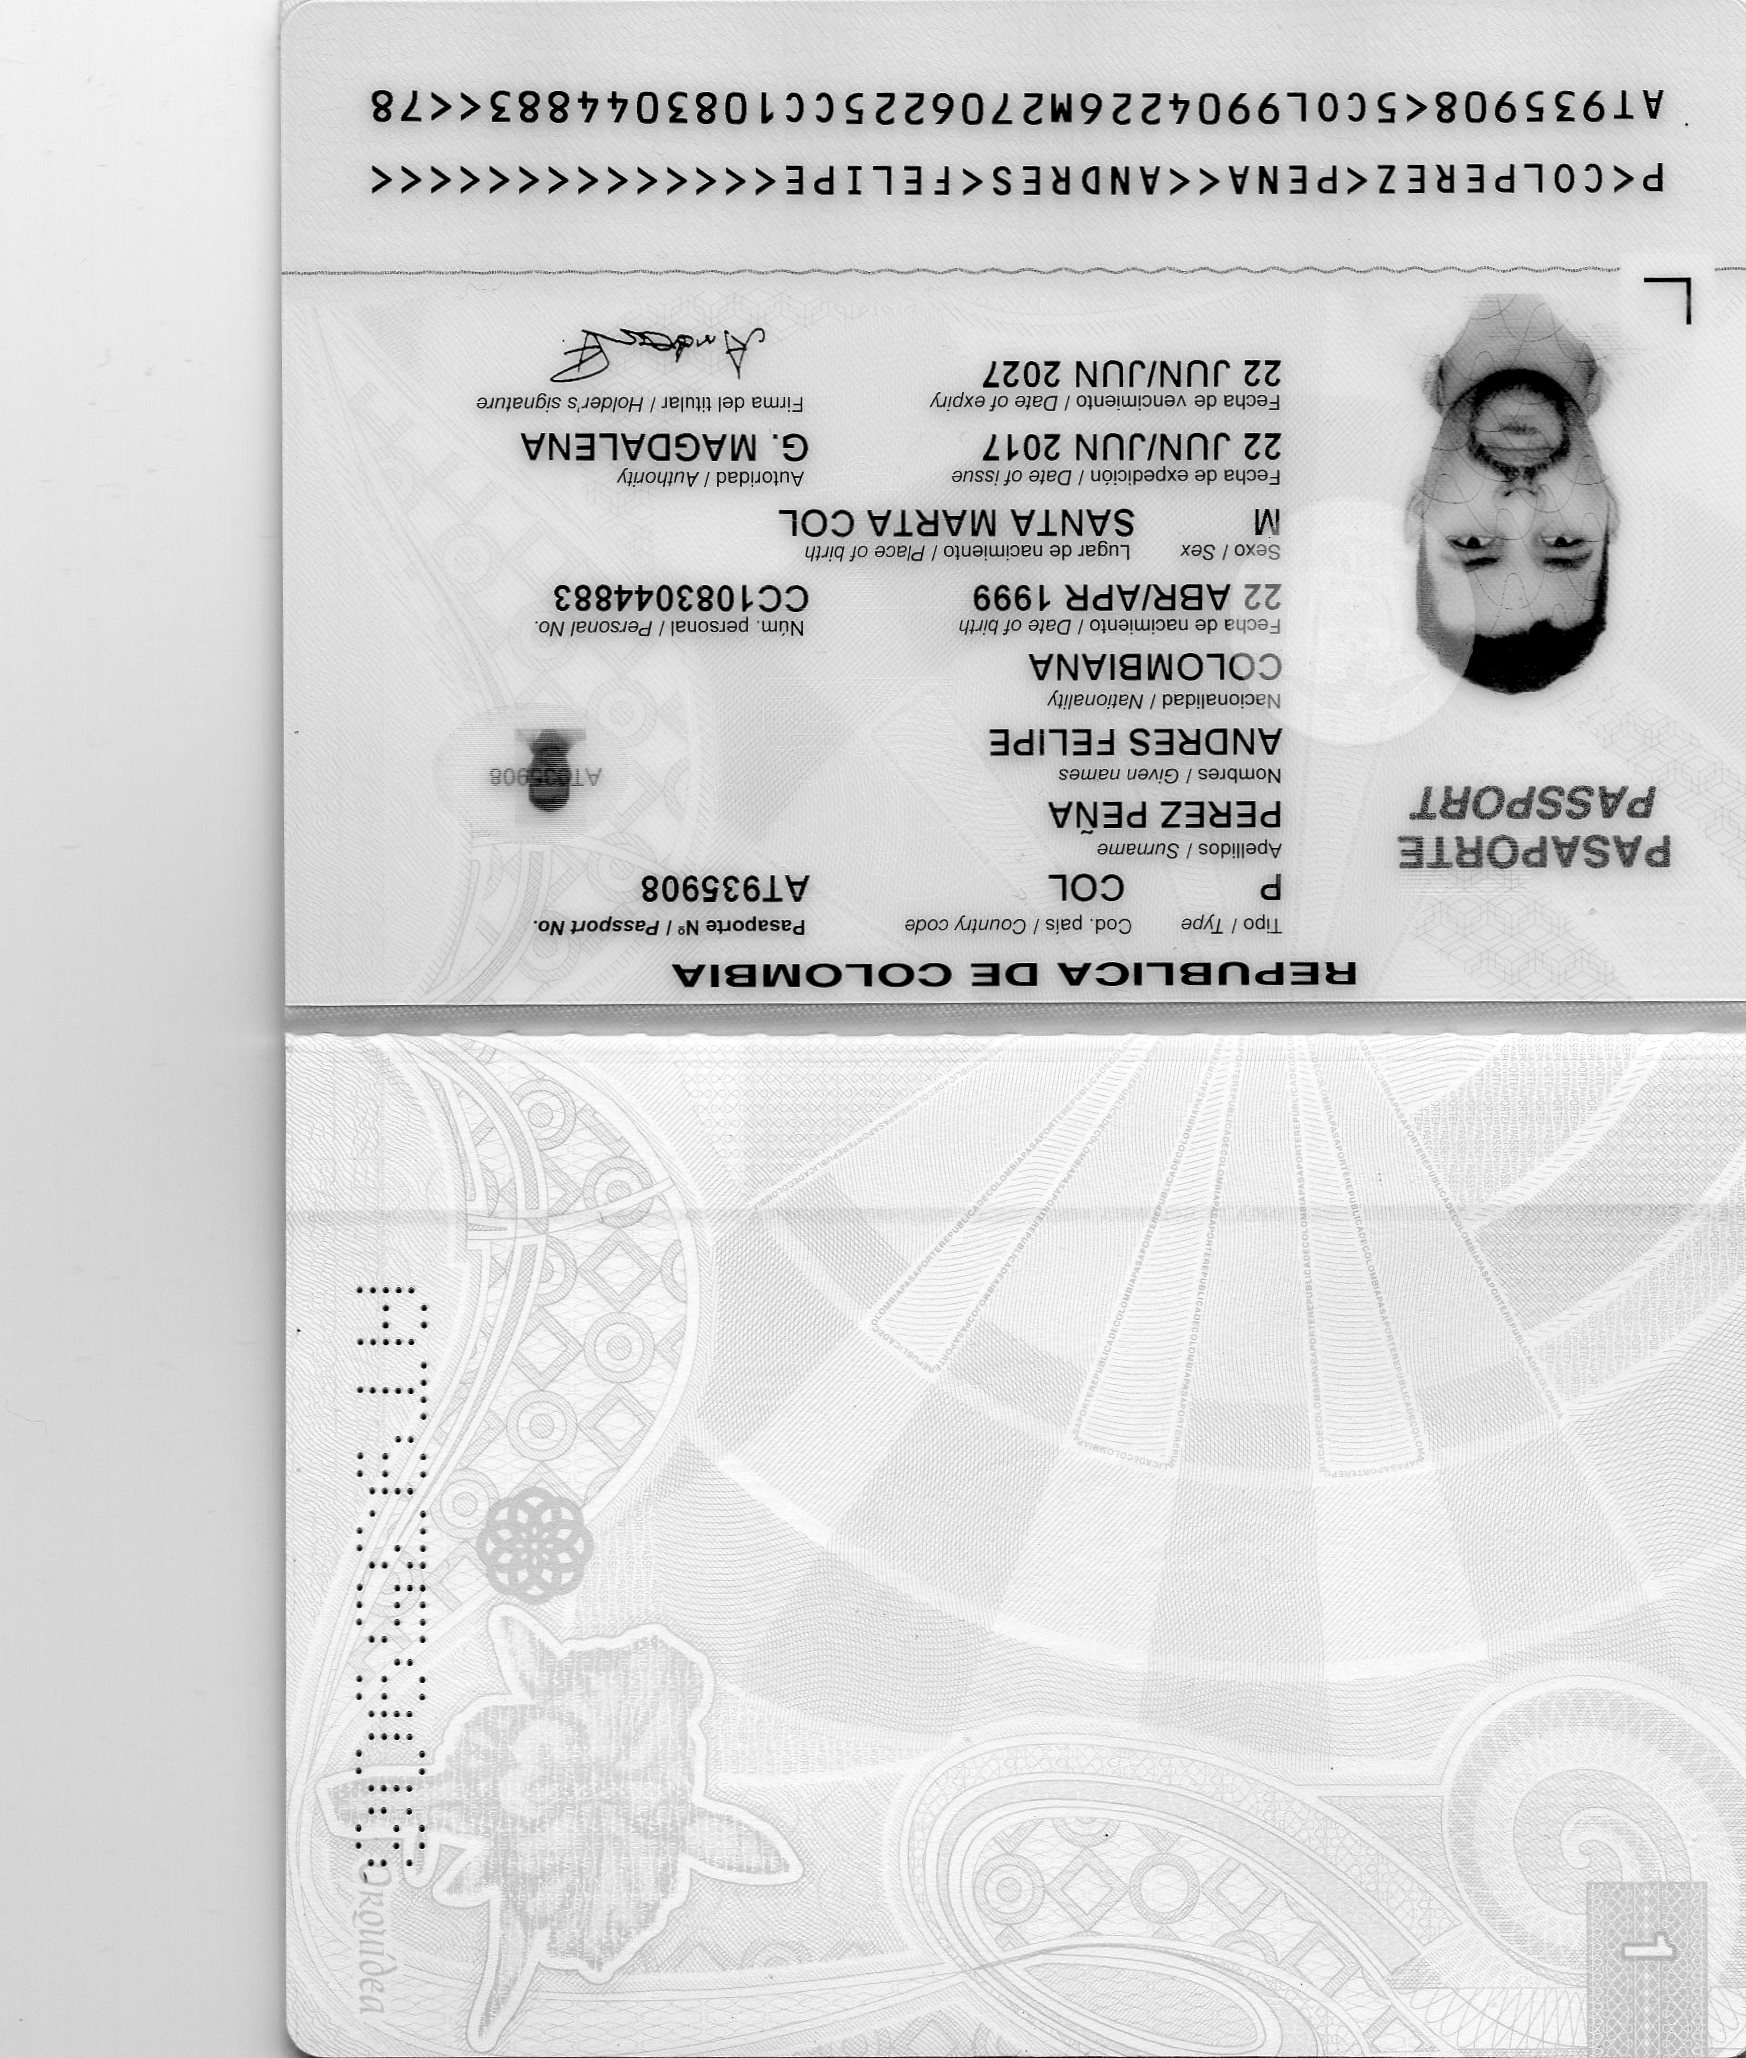 1
Orquídea
AT935908
REPUBLICA DE COLOMBIA
Tipo / Type Cod. país / Country code Pasaporte Nº / Passport No.
P COL AT935908
PASAPORTE
PASSPORT
Apellidos / Surname
PEREZ PEÑA
Nombres / Given names
ANDRES FELIPE
AT935908
Nacionalidad / Nationality
COLOMBIANA
Fecha de nacimiento / Date of birth Núm. personal / Personal No.
22 ABR/APR 1999 CC1083044883
Sexo / Sex Lugar de nacimiento / Place of birth
M SANTA MARTA COL
Fecha de expedición / Date of issue Autoridad / Authority
22 JUN/JUN 2017 G. MAGDALENA
Fecha de vencimiento / Date of expiry Firma del titular / Holder's signature
22 JUN/JUN 2027
P<COLPEREZ<PENA<<ANDRES<FELIPE<<<<<<<<<<<<<<
AT935908<5COL9904226M2706225CC1083044883<<78